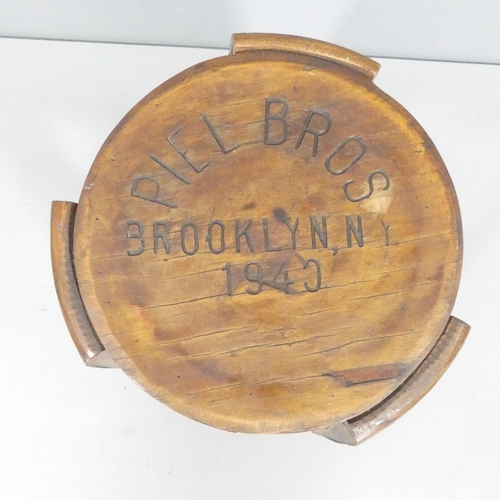 PIEL BROS
BROOKLYN, N.Y.
1940